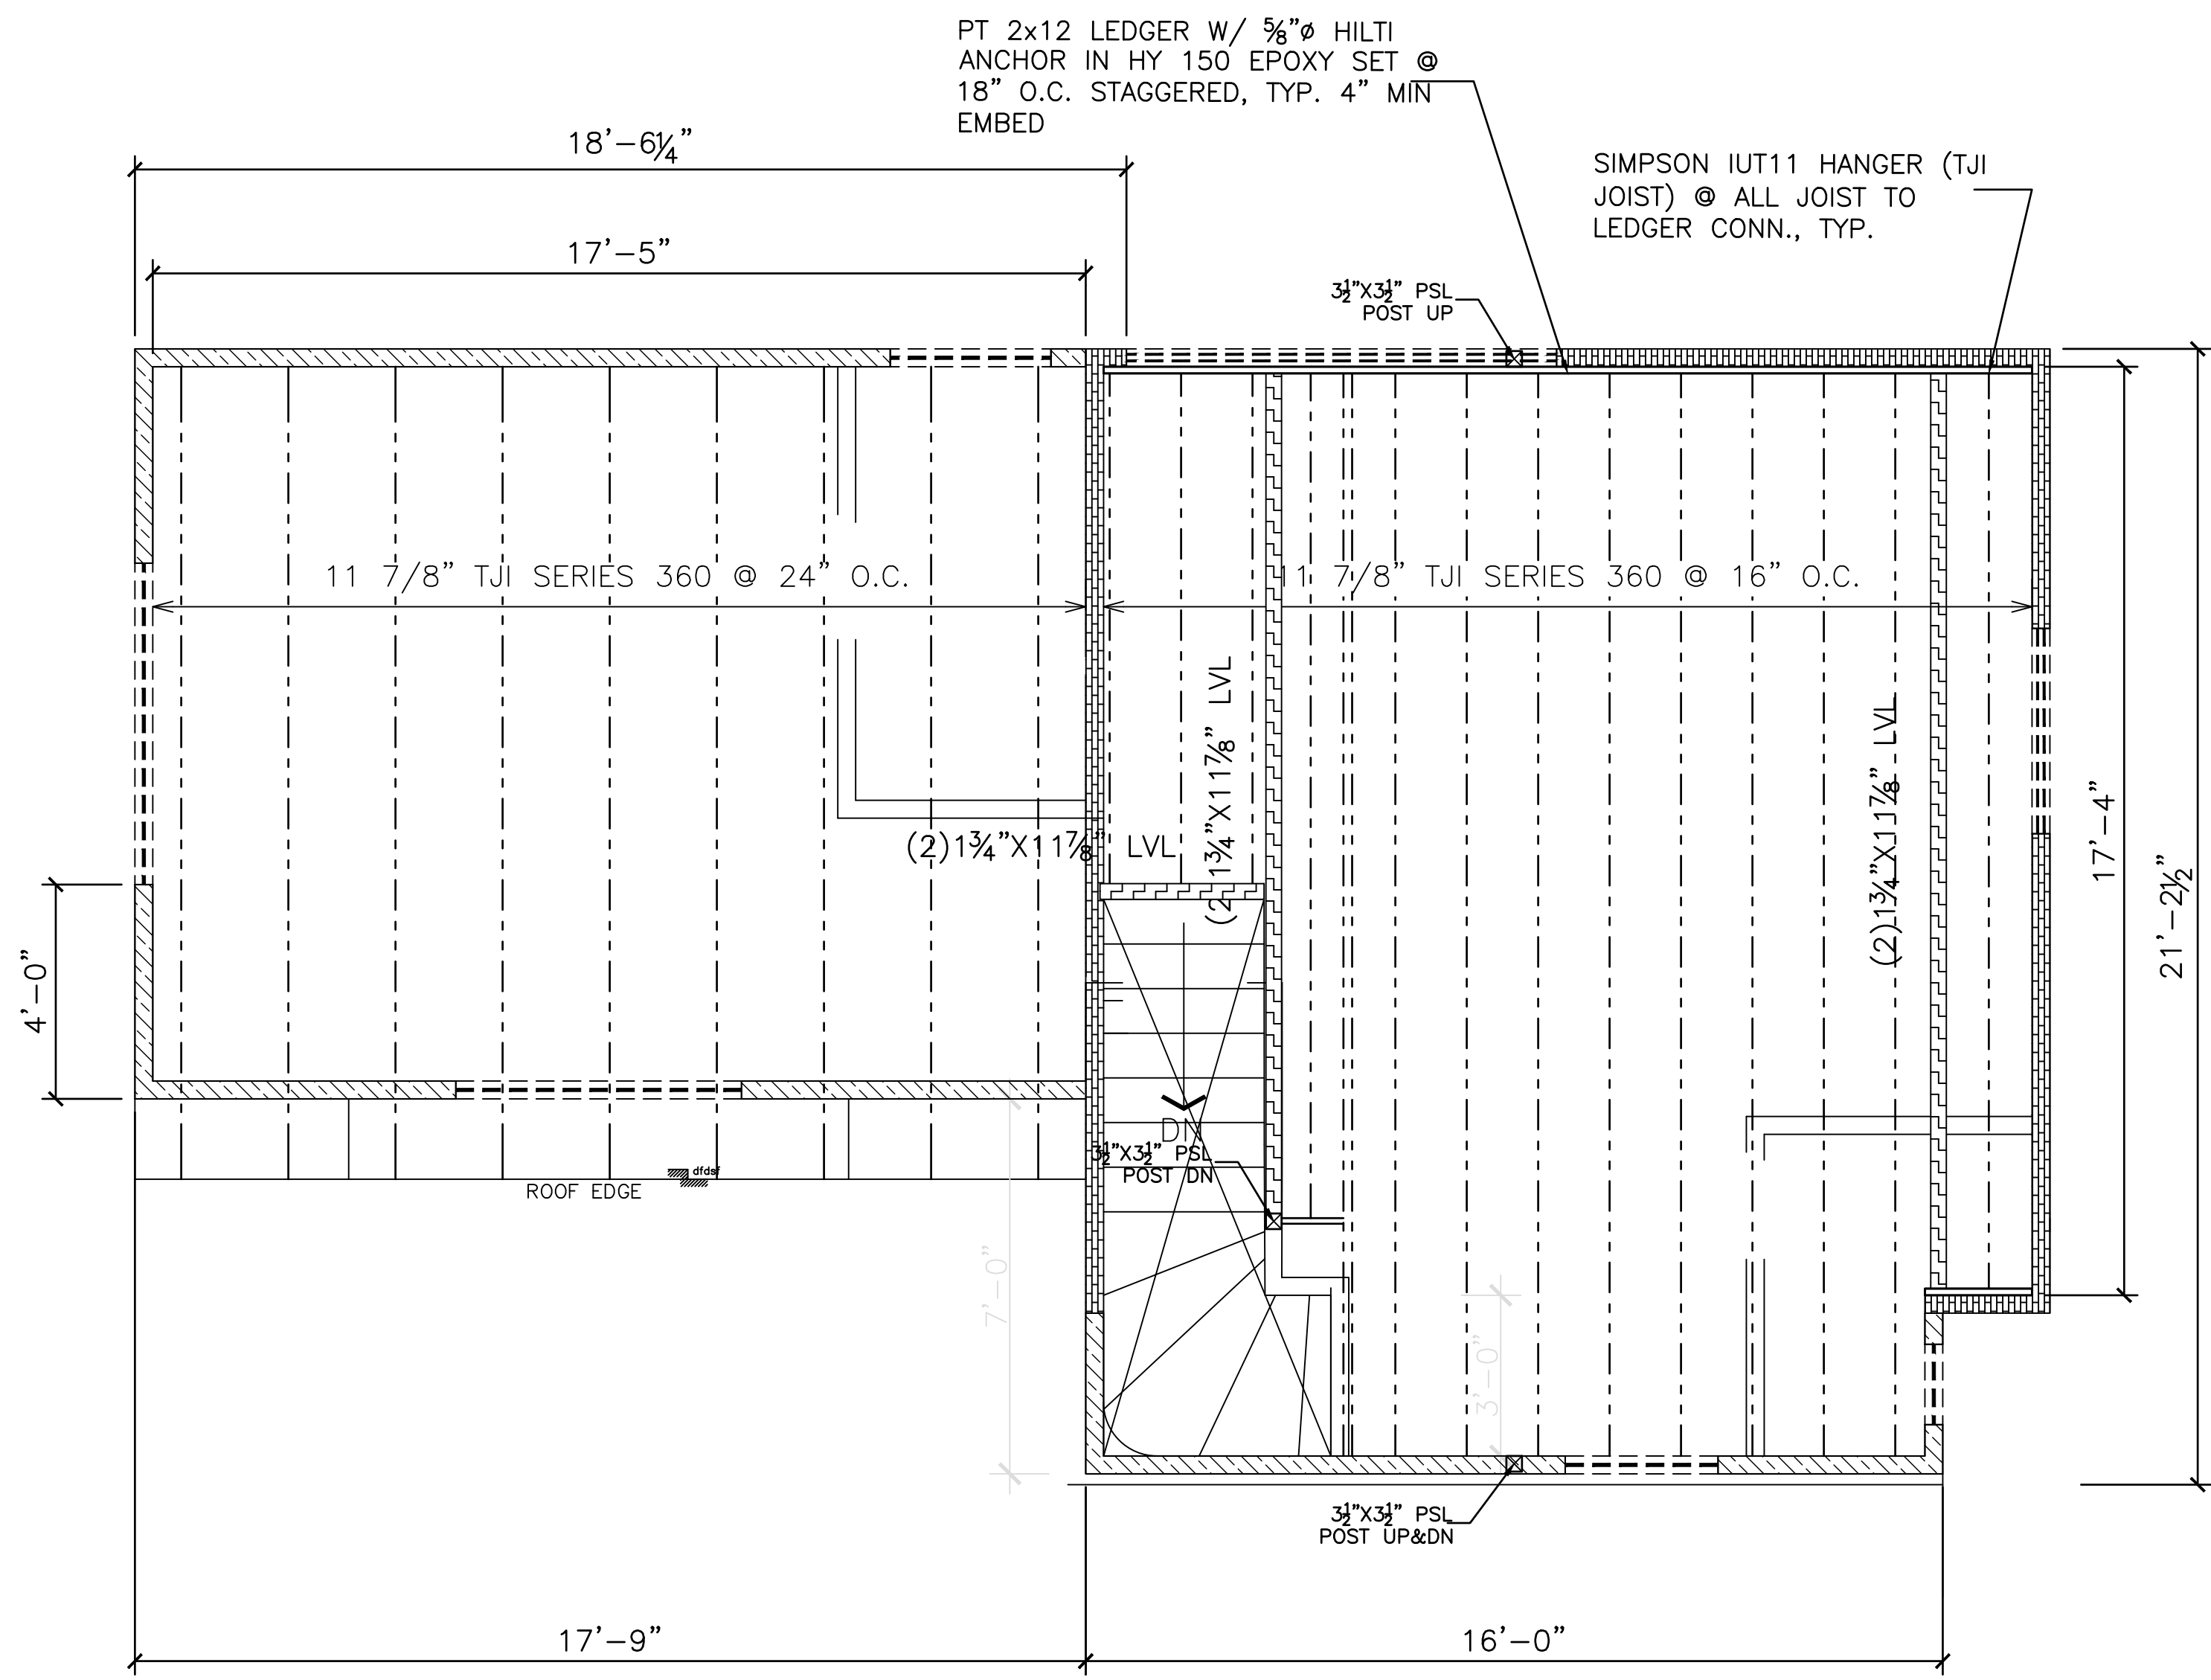 PT 2x12 LEDGER W/ ⅝"ø HILTI
ANCHOR IN HY 150 EPOXY SET @
18" O.C. STAGGERED, TYP. 4" MIN
EMBED
18'-6¼"
SIMPSON IUT11 HANGER (TJI
JOIST) @ ALL JOIST TO
LEDGER CONN., TYP.
17'-5"
3½"X3½" PSL
POST UP
11 7/8" TJI SERIES 360 @ 24" O.C.
11 7/8" TJI SERIES 360 @ 16" O.C.
(2)1¾"X11⅞" LVL
(2)1¾"X11⅞" LVL
(2)1¾"X11⅞" LVL
17'-4"
21'-2½"
4'-0"
DN
3½"X3½" PSL
POST DN
dfdsf
ROOF EDGE
7'-0"
3'-0"
3½"X3½" PSL
POST UP&DN
17'-9"
16'-0"